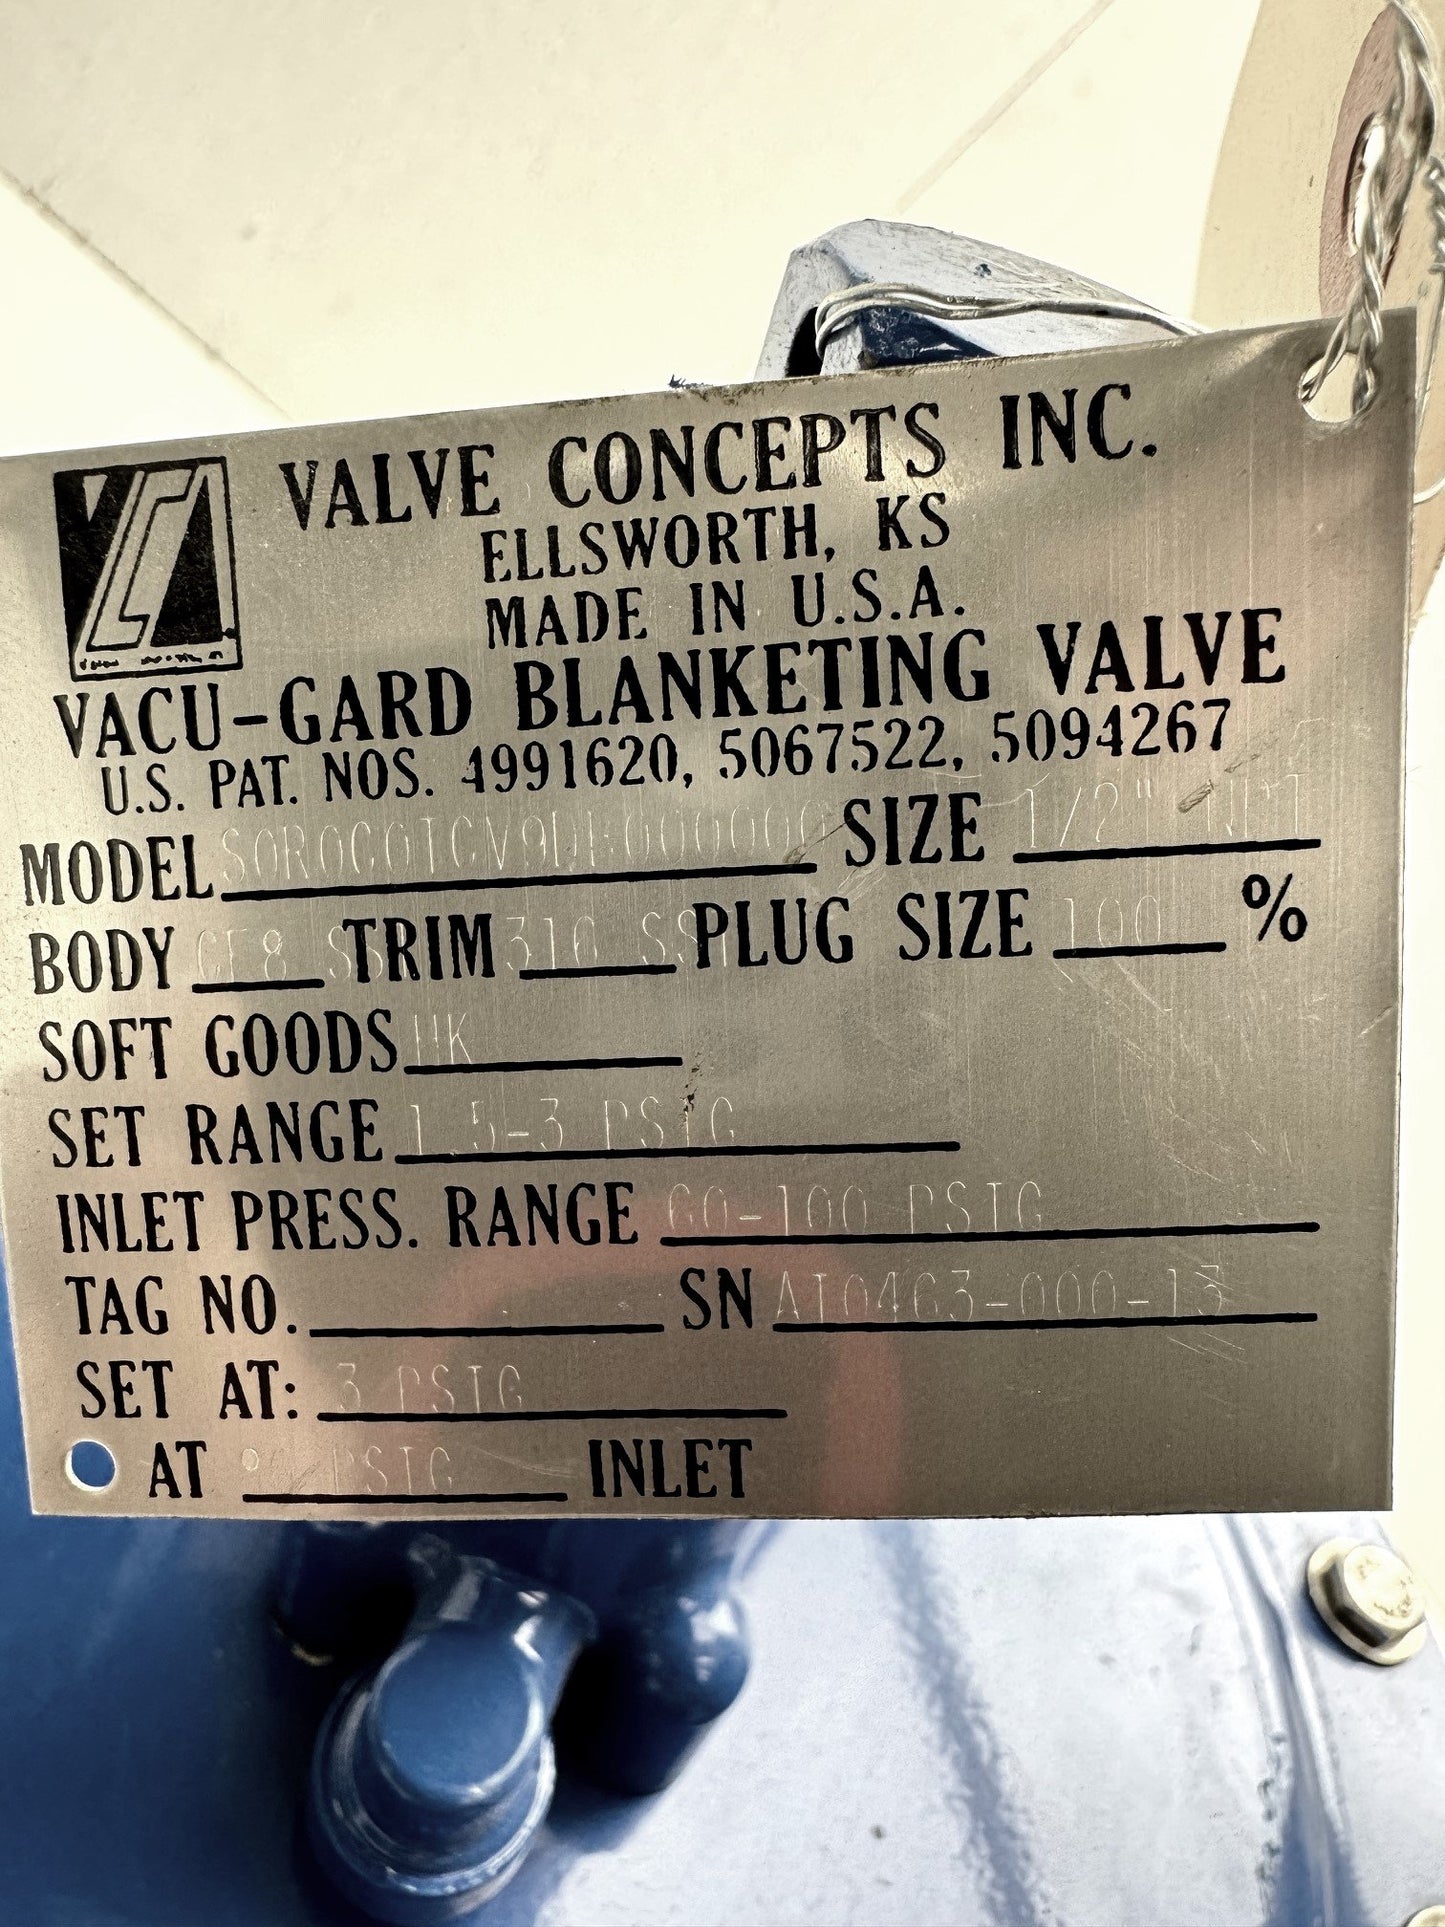 VALVE CONCEPTS INC.
ELLSWORTH, KS
MADE IN U.S.A.
VACU-GARD BLANKETING VALVE
U.S. PAT. NOS. 4991620, 5067522, 5094267
MODEL SIZE 1/2"
BODY CF8 TRIM 316 SS PLUG SIZE 100 %
SOFT GOODS
SET RANGE 1.5-3 PSIG
INLET PRESS. RANGE 60-100 PSIG
TAG NO. SN
SET AT: 3 PSIG
AT PSIG INLET